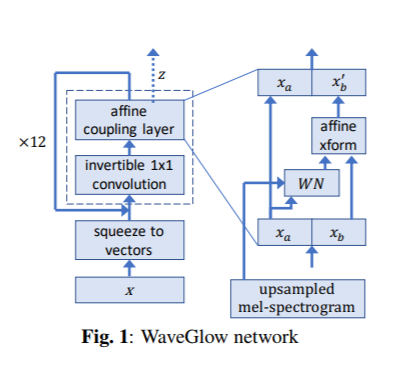 z
x_a x'_b
affine
coupling layer
×12
affine
xform
invertible 1x1
convolution
WN
squeeze to
vectors
x_a x_b
x
upsampled
mel-spectrogram
Fig. 1: WaveGlow network